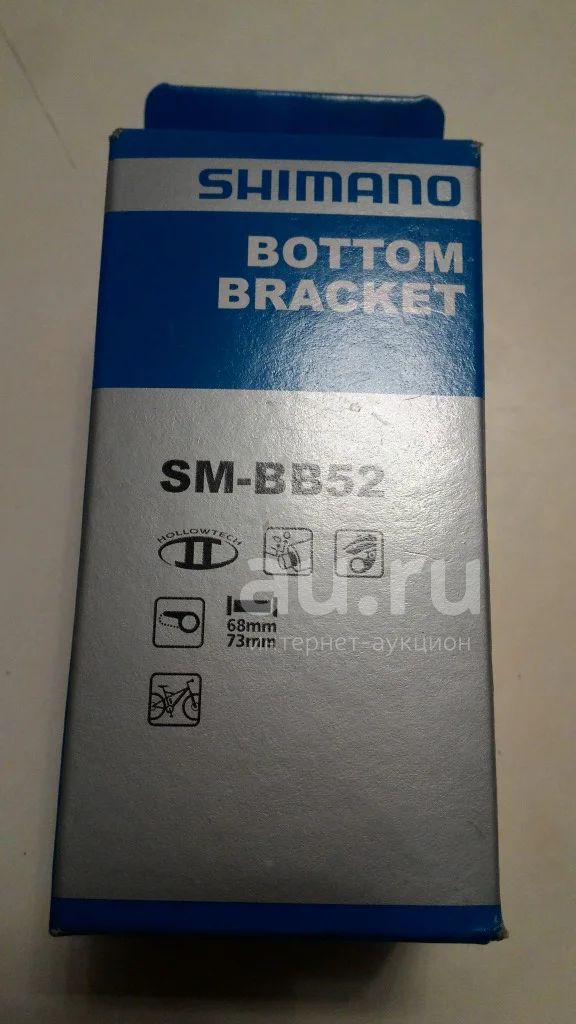 SHIMANO
BOTTOM
BRACKET
SM-BB52
HOLLOWTECH
II
68mm
73mm
au.ru
интернет-аукцион